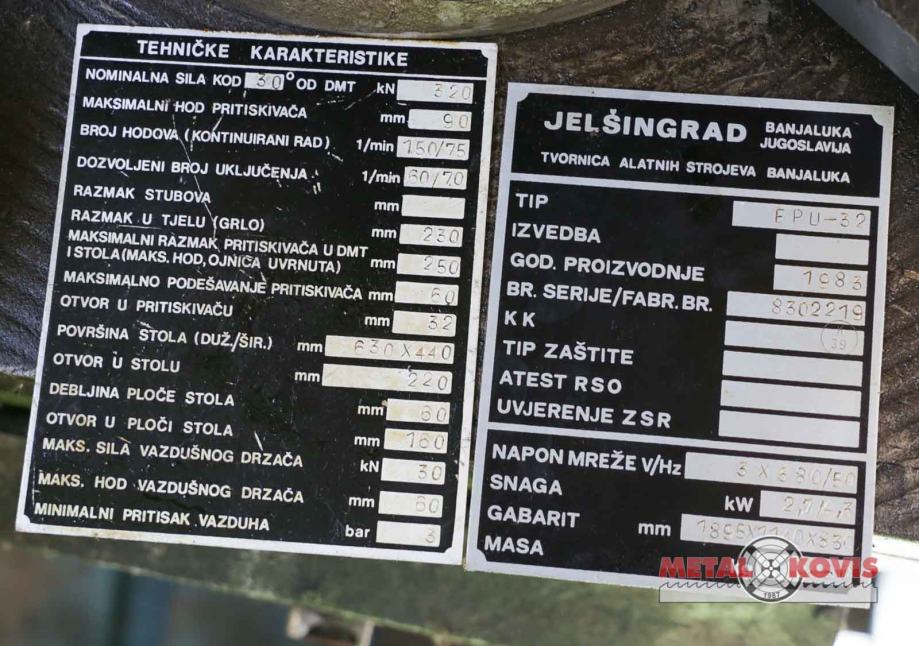 TEHNIČKE KARAKTERISTIKE
NOMINALNA SILA KOD 30° OD DMT kN 320
MAKSIMALNI HOD PRITISKIVAČA mm 90
BROJ HODOVA (KONTINUIRANI RAD) 1/min 150/75
DOZVOLJENI BROJ UKLJUČENJA 1/min 60/70
RAZMAK STUBOVA mm
RAZMAK U TJELU (GRLO) mm 230
MAKSIMALNI RAZMAK PRITISKIVAČA U DMT
I STOLA (MAKS. HOD, OJNICA UVRNUTA) mm 250
MAKSIMALNO PODEŠAVANJE PRITISKIVAČA mm 60
OTVOR U PRITISKIVAČU mm 32
POVRŠINA STOLA (DUŽ./ŠIR.) mm 630X440
OTVOR U STOLU mm 220
DEBLJINA PLOČE STOLA mm 60
OTVOR U PLOČI STOLA mm 160
MAKS. SILA VAZDUŠNOG DRZAČA kN 30
MAKS. HOD VAZDUŠNOG DRZAČA mm 60
MINIMALNI PRITISAK VAZDUHA bar 3
JELŠINGRAD BANJALUKA
JUGOSLAVIJA
TVORNICA ALATNIH STROJEVA BANJALUKA
TIP EPU-32
IZVEDBA
GOD. PROIZVODNJE 1983
BR. SERIJE/FABR. BR. 8302219
KK 39
TIP ZAŠTITE
ATEST RSO
UVJERENJE ZSR
NAPON MREŽE V/Hz 3X380/50
SNAGA kW
GABARIT mm
MASA
METAL KOVIS
1987